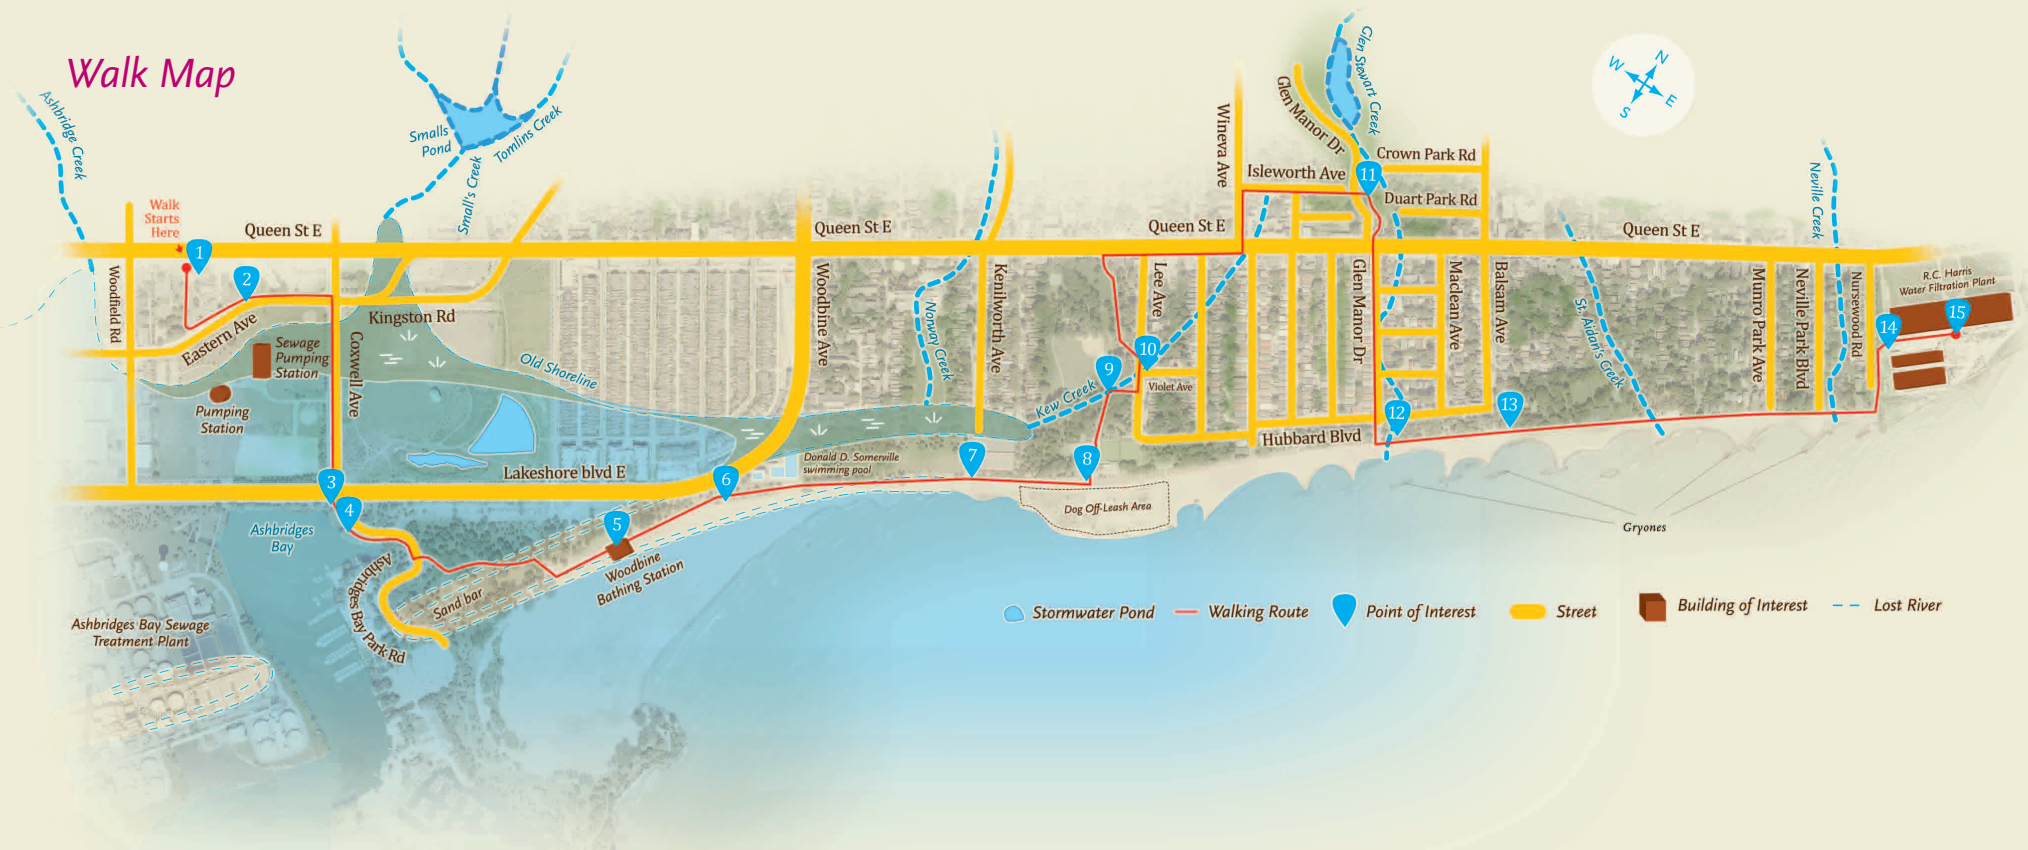 Walk Map
Ashbridge Creek
Smalls
Pond
Tomlins Creek
Small's Creek
Glen Stewart Creek
Glen Manor Dr
Wineva Ave
Isleworth Ave
Crown Park Rd
Duart Park Rd
11
W
N
E
S
Neville Creek
Walk
Starts
Here
1
2
Queen St E
Queen St E
Queen St E
Queen St E
Woodfield Rd
Eastern Ave
Kingston Rd
Coxwell Ave
Sewage
Pumping
Station
Pumping
Station
Old Shoreline
Woodbine Ave
Norway Creek
Kenilworth Ave
Lee Ave
Glen Manor Dr
Maclean Ave
Balsam Ave
St. Aidan's Creek
Munro Park Ave
Neville Park Blvd
Nursewood Rd
R.C. Harris
Water Filtration Plant
14
15
9
10
Violet Ave
Kew Creek
12
13
Hubbard Blvd
Lakeshore blvd E
Donald D. Somerville
swimming pool
3
4
5
6
7
8
Dog Off-Leash Area
Gryones
Ashbridges
Bay
Ashbridges Bay Park Rd
Sand bar
Woodbine
Bathing Station
Ashbridges Bay Sewage
Treatment Plant
Stormwater Pond
Walking Route
Point of Interest
Street
Building of Interest
Lost River